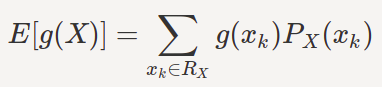 E[g(X)] = ∑_{x_k∈R_X} g(x_k)P_X(x_k)